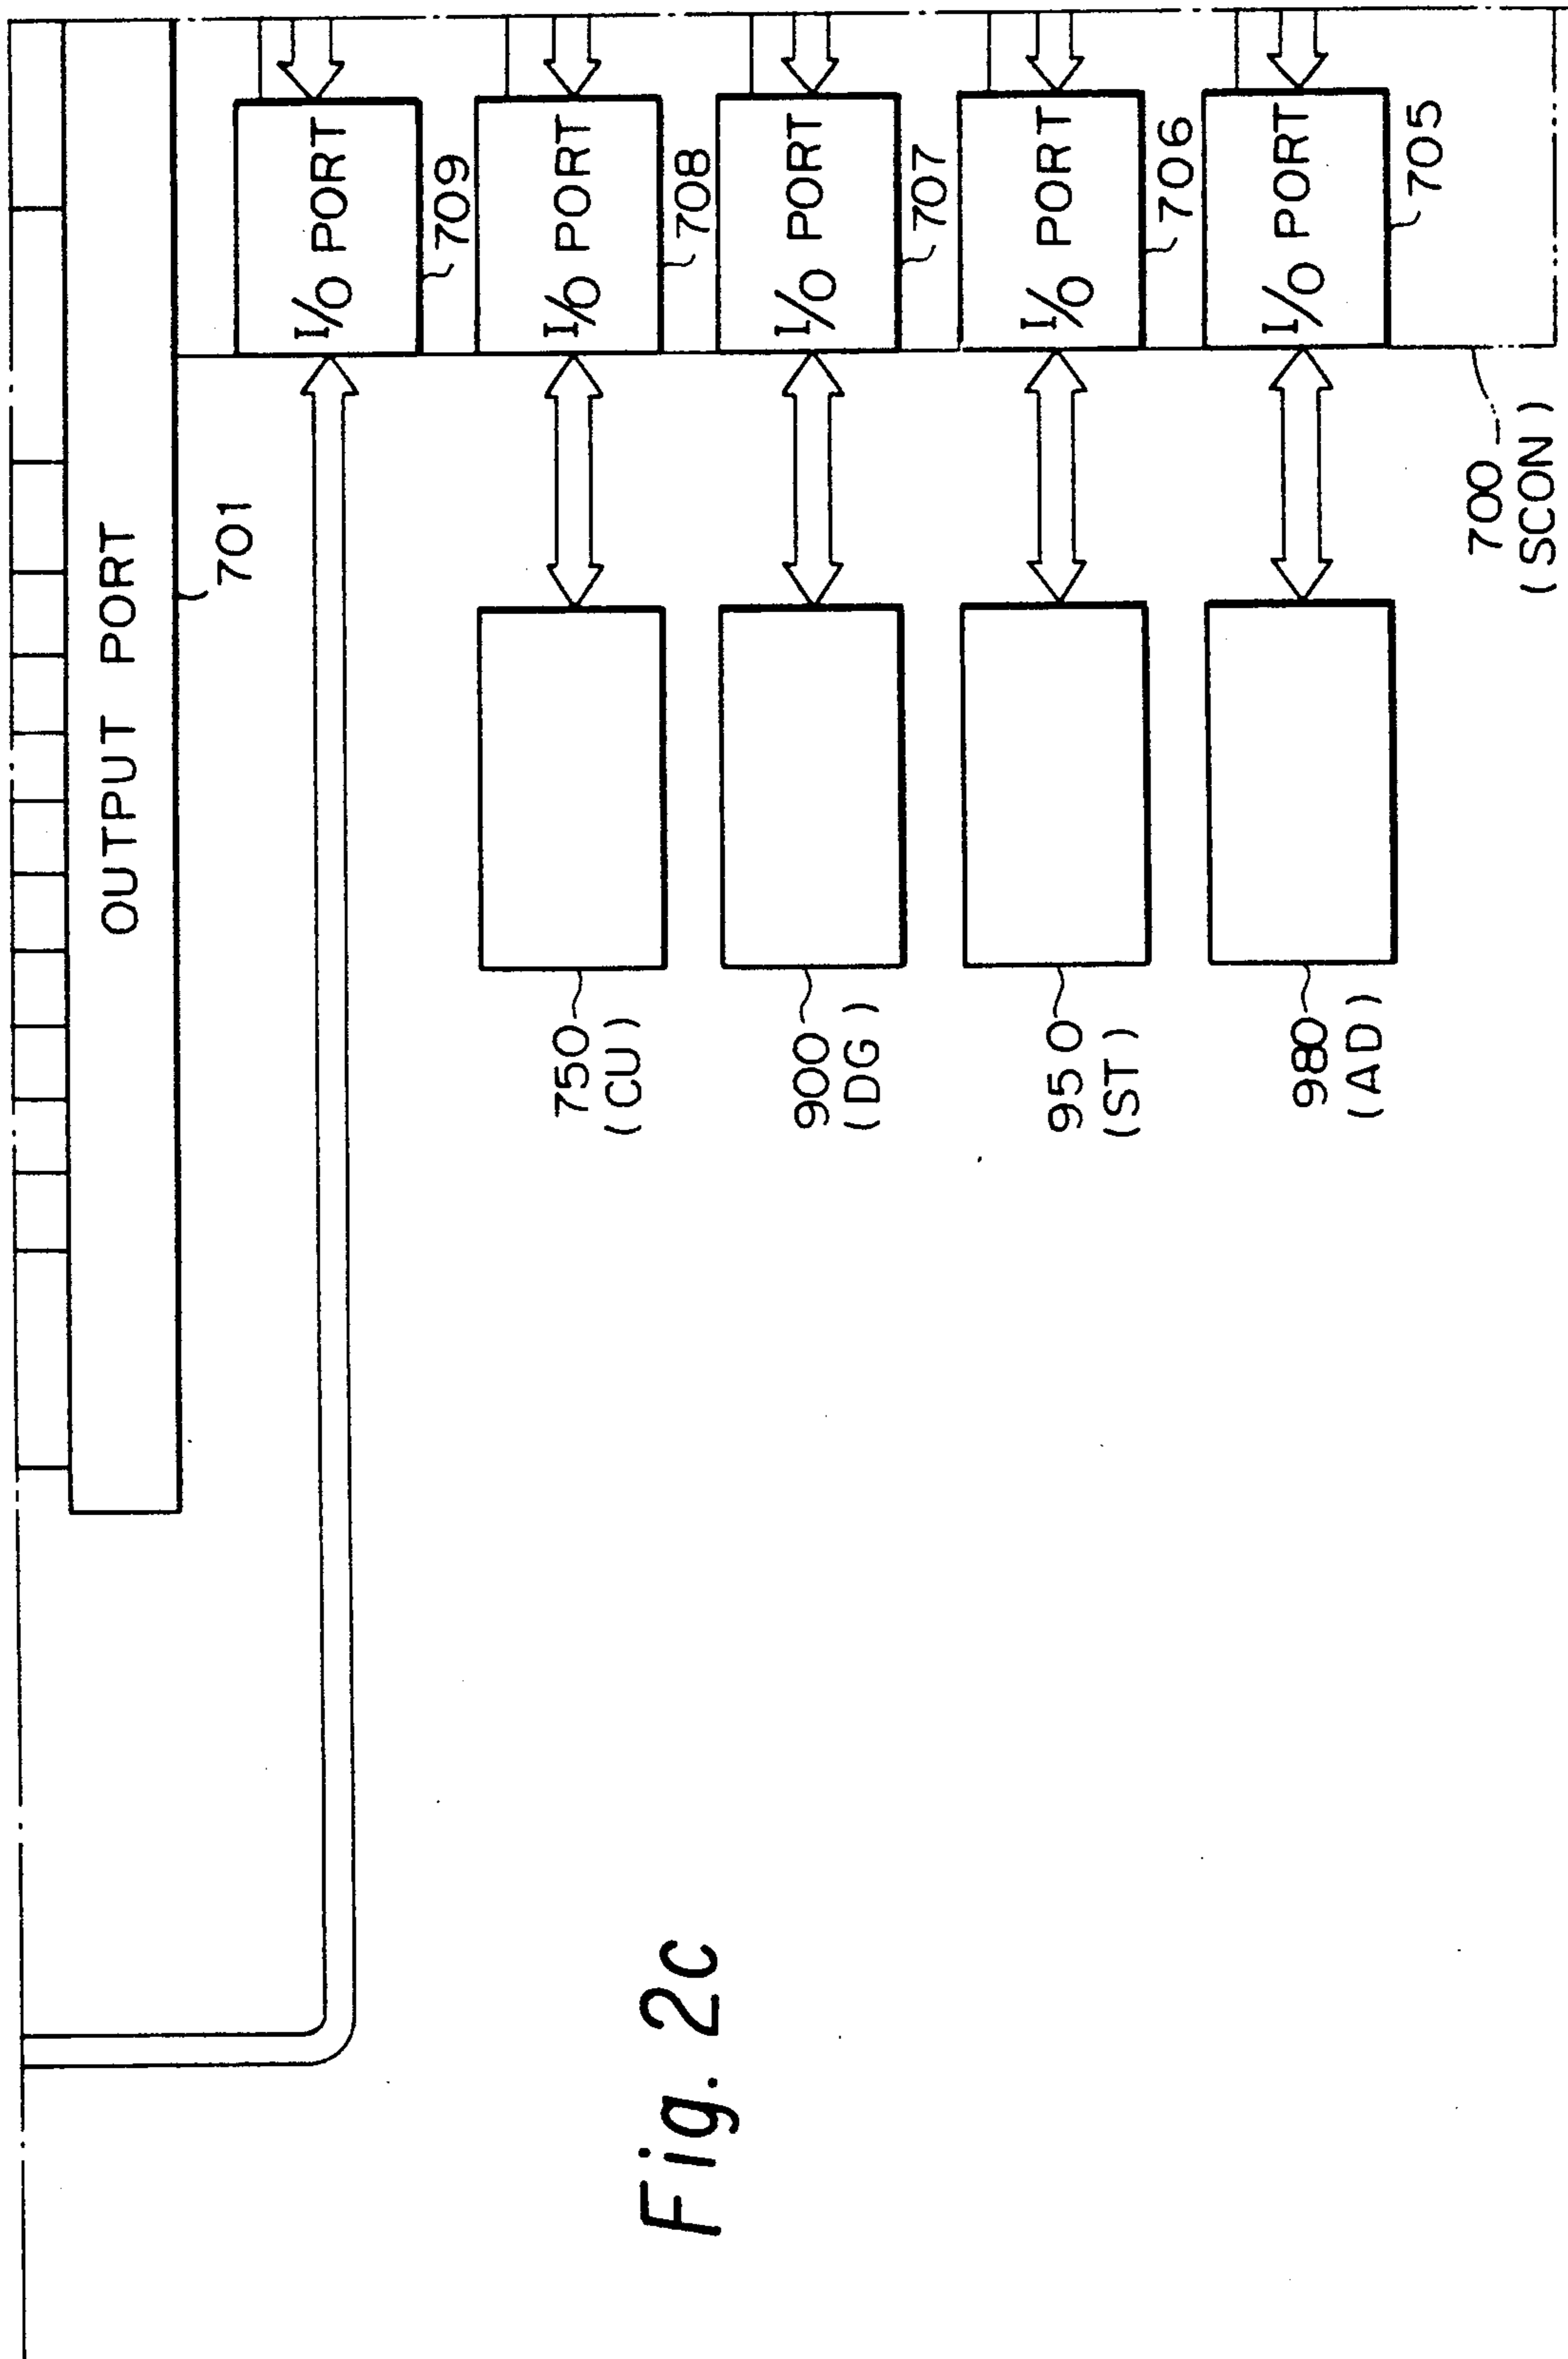 OUTPUT PORT
701
I/O PORT
709
I/O PORT
708
I/O PORT
707
I/O PORT
706
I/O PORT
705
750
(CU)
900
(DG)
950
(ST)
980
(AD)
700
(SCON)
Fig. 2c